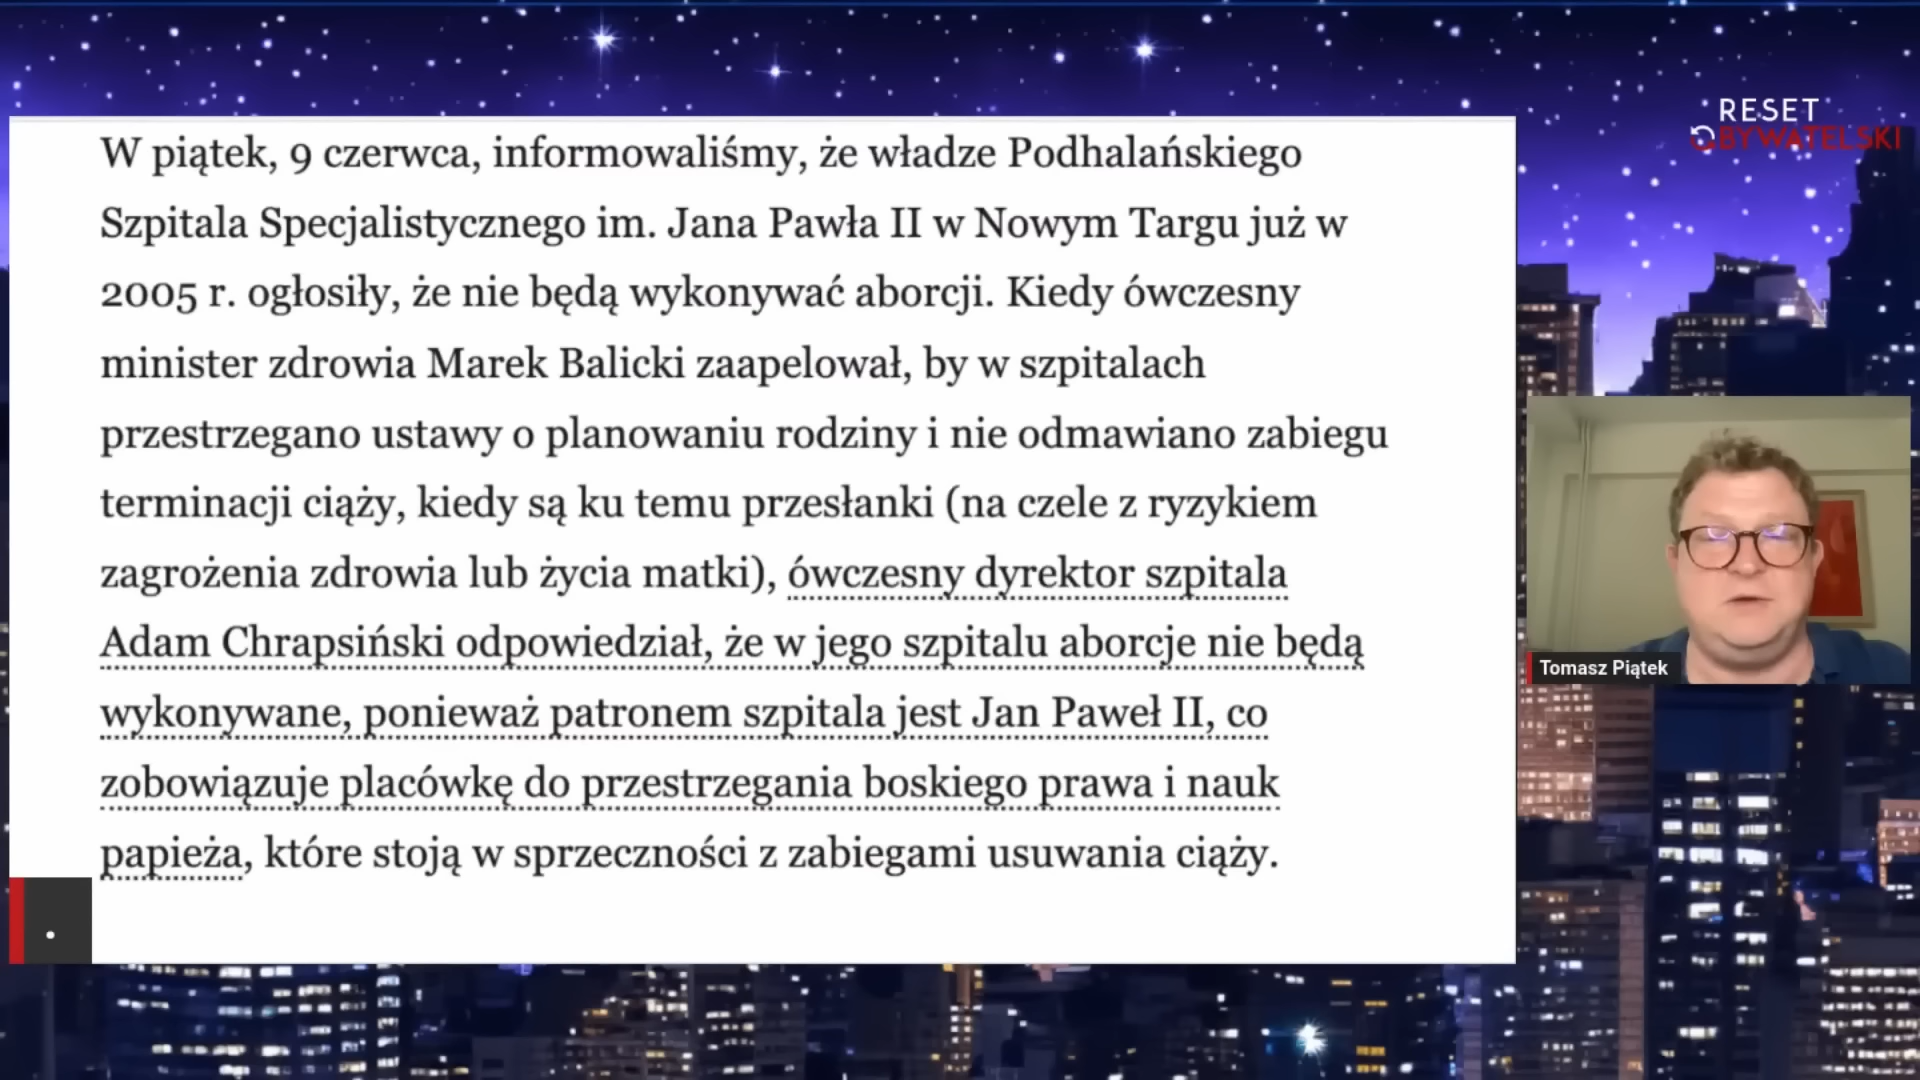 RESET
OBYWATELSKI
W piątek, 9 czerwca, informowaliśmy, że władze Podhalańskiego
Szpitala Specjalistycznego im. Jana Pawła II w Nowym Targu już w
2005 r. ogłosiły, że nie będą wykonywać aborcji. Kiedy ówczesny
minister zdrowia Marek Balicki zaapelował, by w szpitalach
przestrzegano ustawy o planowaniu rodziny i nie odmawiano zabiegu
terminacji ciąży, kiedy są ku temu przesłanki (na czele z ryzykiem
zagrożenia zdrowia lub życia matki), ówczesny dyrektor szpitala
Adam Chrapsiński odpowiedział, że w jego szpitalu aborcje nie będą
wykonywane, ponieważ patronem szpitala jest Jan Paweł II, co
zobowiązuje placówkę do przestrzegania boskiego prawa i nauk
papieża, które stoją w sprzeczności z zabiegami usuwania ciąży.
Tomasz Piątek
.